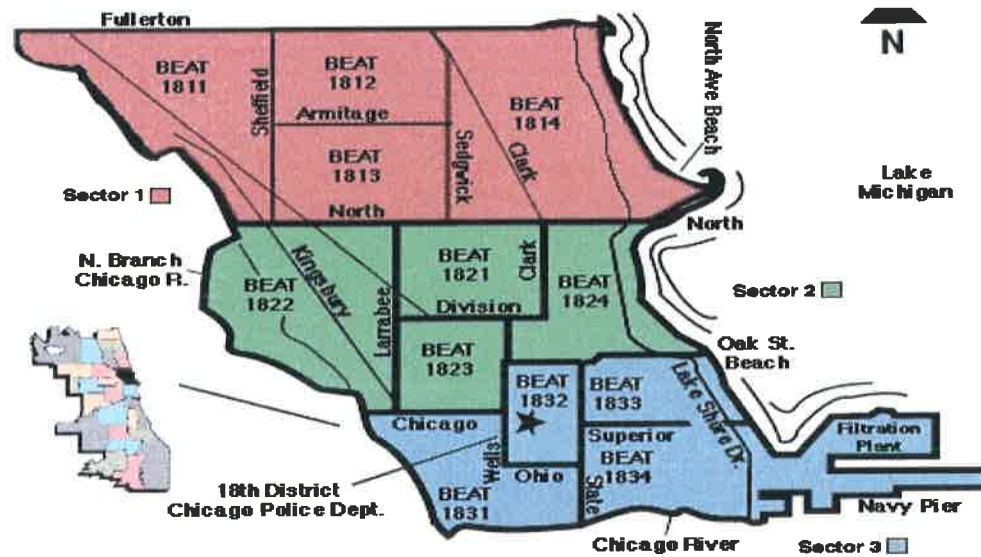 Fullerton
N
BEAT
1811
BEAT
1812
Sheffield
Armitage
BEAT
1814
North Ave Beach
BEAT
1813
Sedgwick
Clark
Lake
Michigan
Sector 1
North
North
N. Branch
Chicago R.
BEAT
1822
Kingsbury
Larrabee
BEAT
1821
Clark
Division
BEAT
1824
Sector 2
Oak St.
Beach
BEAT
1823
BEAT
1832
BEAT
1833
Lake Shore Dr.
Chicago
Wells
Superior
Filtration
Plant
BEAT
1834
Ohio
State
18th District
Chicago Police Dept.
BEAT
1831
Navy Pier
Chicago River
Sector 3